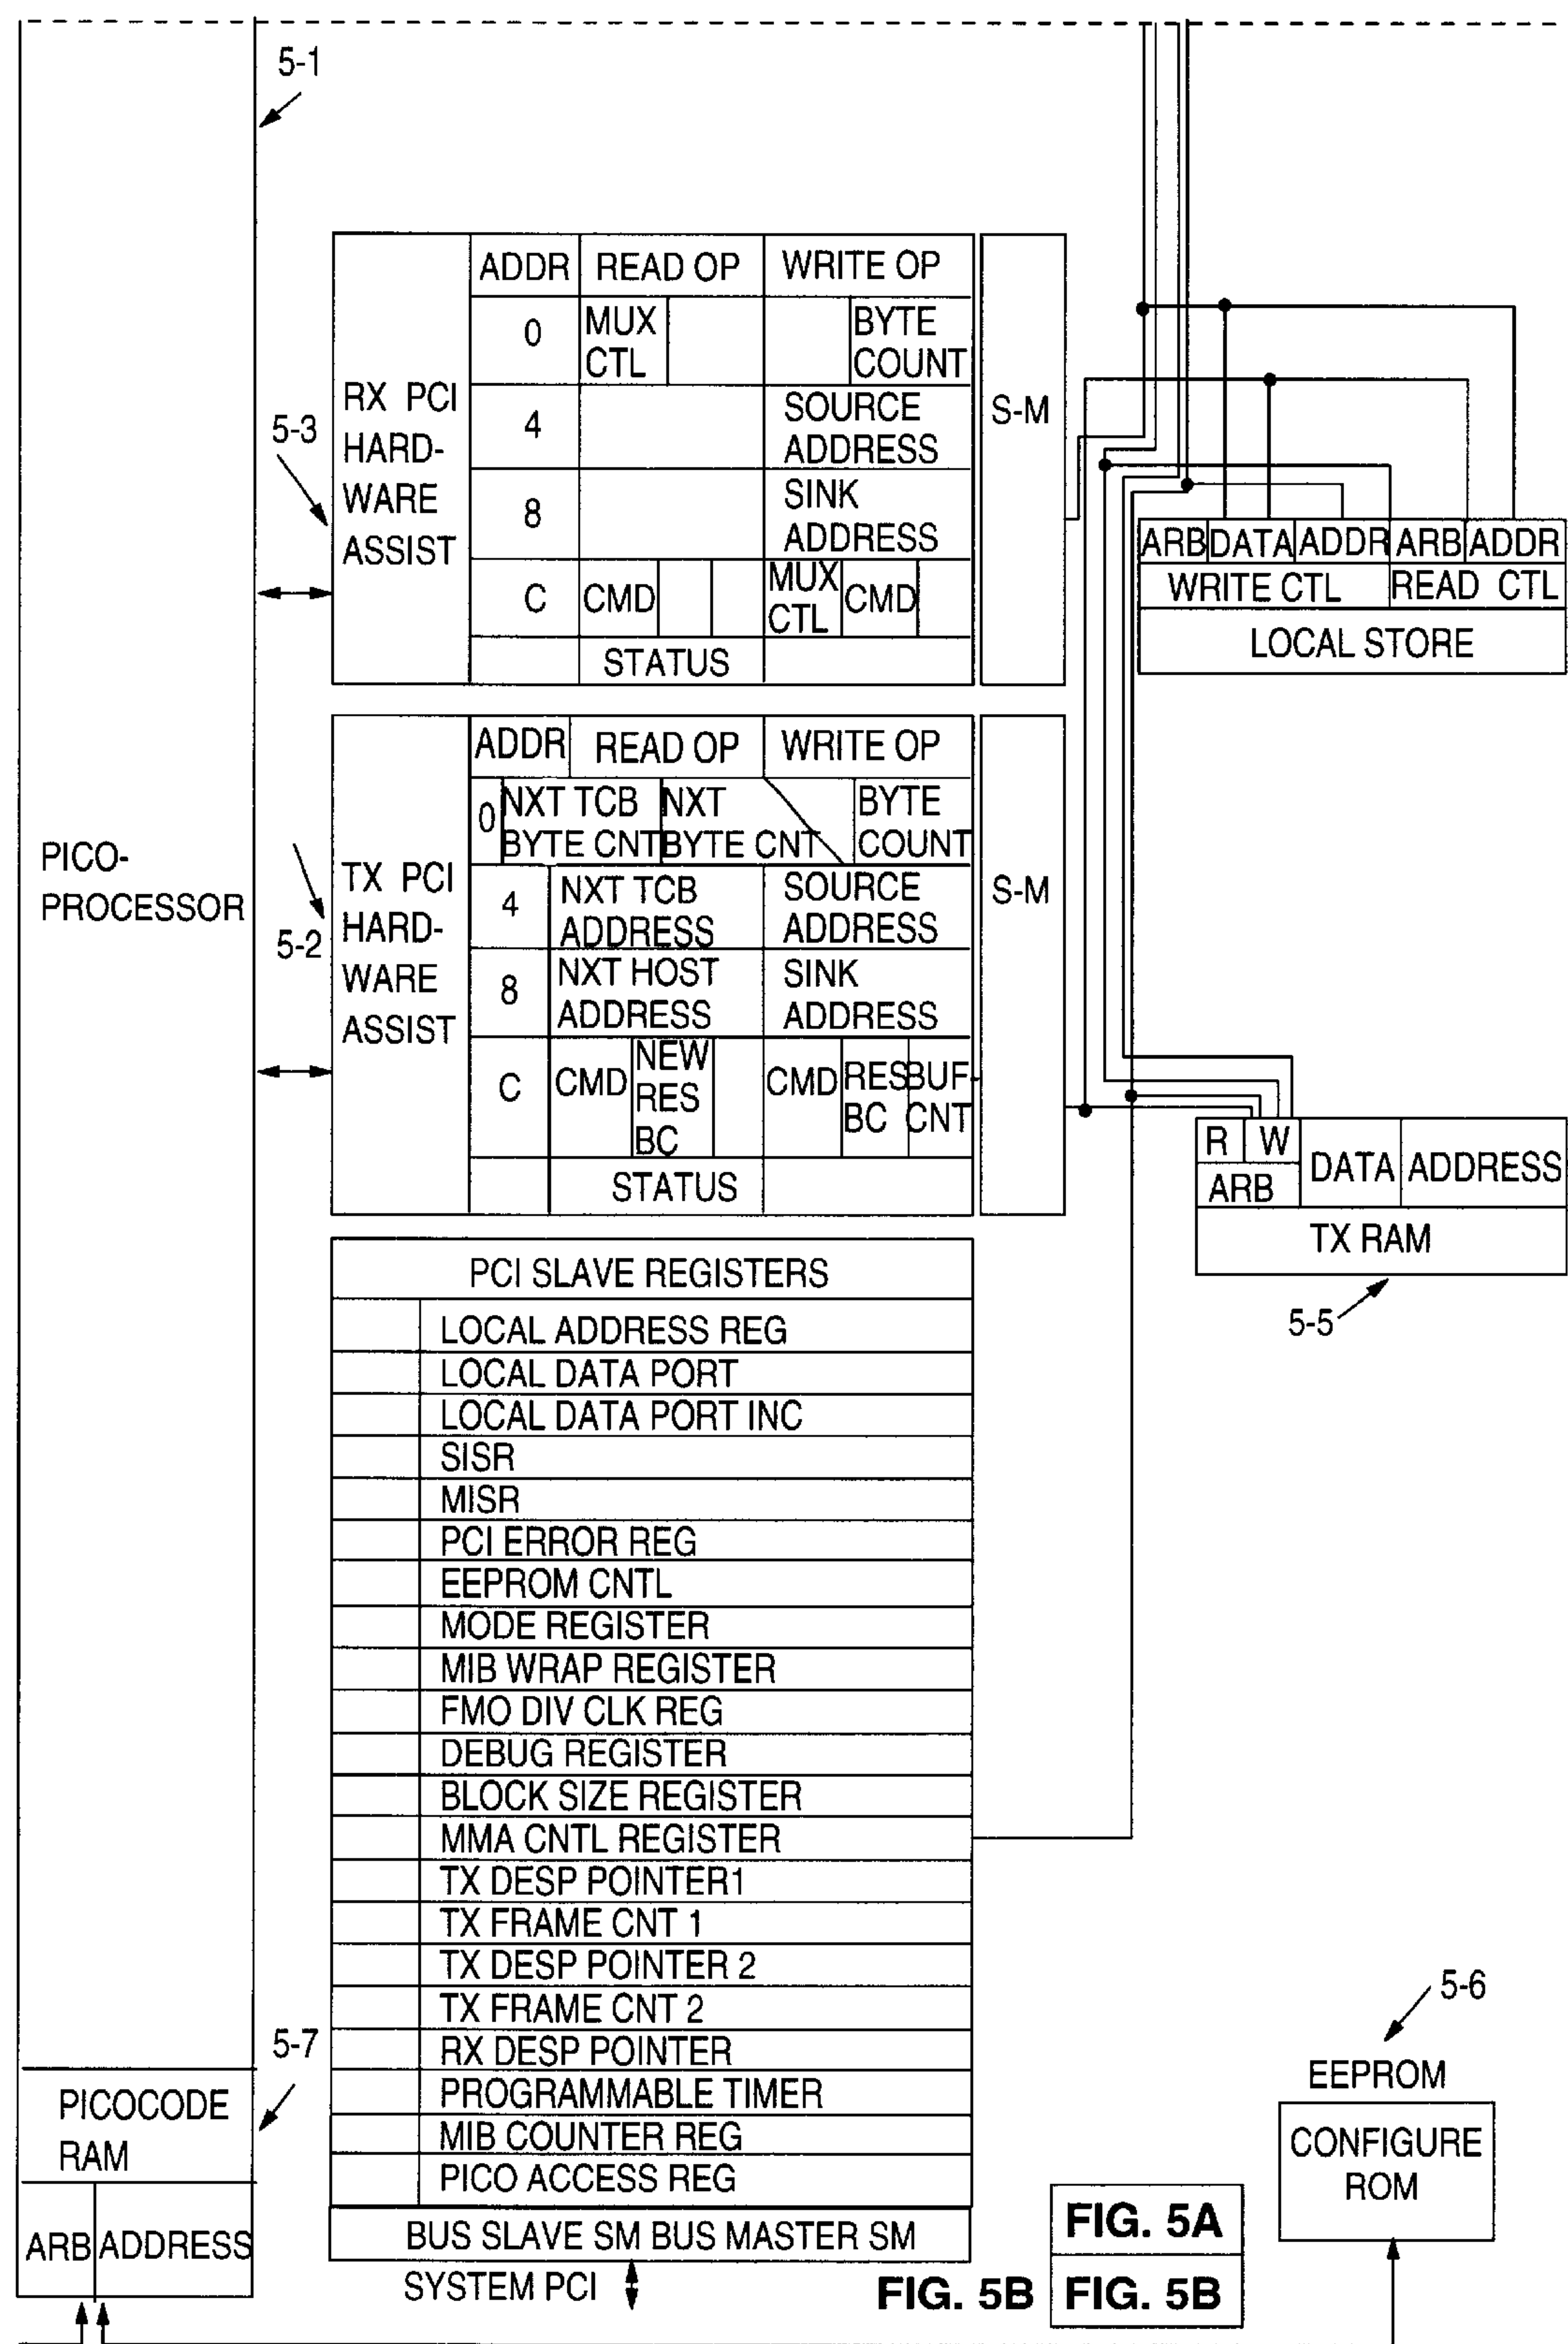 5-1
ADDR READ OP WRITE OP
0 MUX CTL BYTE COUNT
4 SOURCE ADDRESS
8 SINK ADDRESS
C CMD MUX CTL CMD
STATUS
RX PCI
HARD-
WARE
ASSIST
5-3
S-M
ARB DATA ADDR ARB ADDR
WRITE CTL READ CTL
LOCAL STORE
ADDR READ OP WRITE OP
0 NXT TCB BYTE CNT NXT BYTE CNT BYTE COUNT
4 NXT TCB ADDRESS SOURCE ADDRESS
8 NXT HOST ADDRESS SINK ADDRESS
C CMD NEW RES BC CMD RES BC BUF- CNT
STATUS
TX PCI
HARD-
WARE
ASSIST
5-2
S-M
PICO-
PROCESSOR
R W
ARB
DATA ADDRESS
TX RAM
5-5
PCI SLAVE REGISTERS
LOCAL ADDRESS REG
LOCAL DATA PORT
LOCAL DATA PORT INC
SISR
MISR
PCI ERROR REG
EEPROM CNTL
MODE REGISTER
MIB WRAP REGISTER
FMO DIV CLK REG
DEBUG REGISTER
BLOCK SIZE REGISTER
MMA CNTL REGISTER
TX DESP POINTER1
TX FRAME CNT 1
TX DESP POINTER 2
TX FRAME CNT 2
RX DESP POINTER
PROGRAMMABLE TIMER
MIB COUNTER REG
PICO ACCESS REG
BUS SLAVE SM BUS MASTER SM
SYSTEM PCI
5-7
PICOCODE
RAM
ARB ADDRESS
5-6
EEPROM
CONFIGURE
ROM
FIG. 5A
FIG. 5B
FIG. 5B